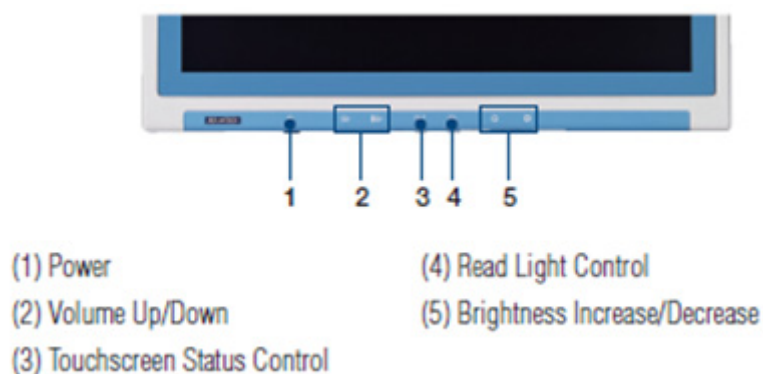 1
2
3
4
5
(1) Power
(2) Volume Up/Down
(3) Touchscreen Status Control
(4) Read Light Control
(5) Brightness Increase/Decrease